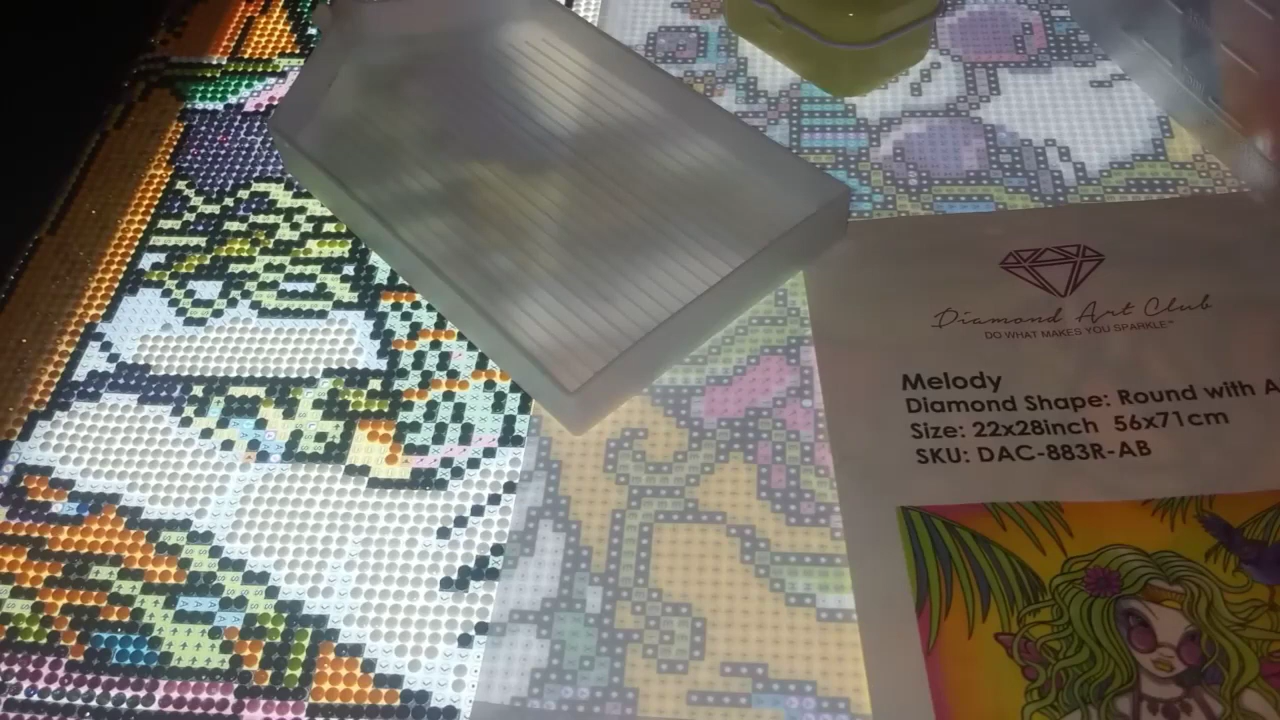 Diamond Art Club
DO WHAT MAKES YOU SPARKLE™
Melody
Diamond Shape: Round with A
Size: 22x28inch 56x71cm
SKU: DAC-883R-AB